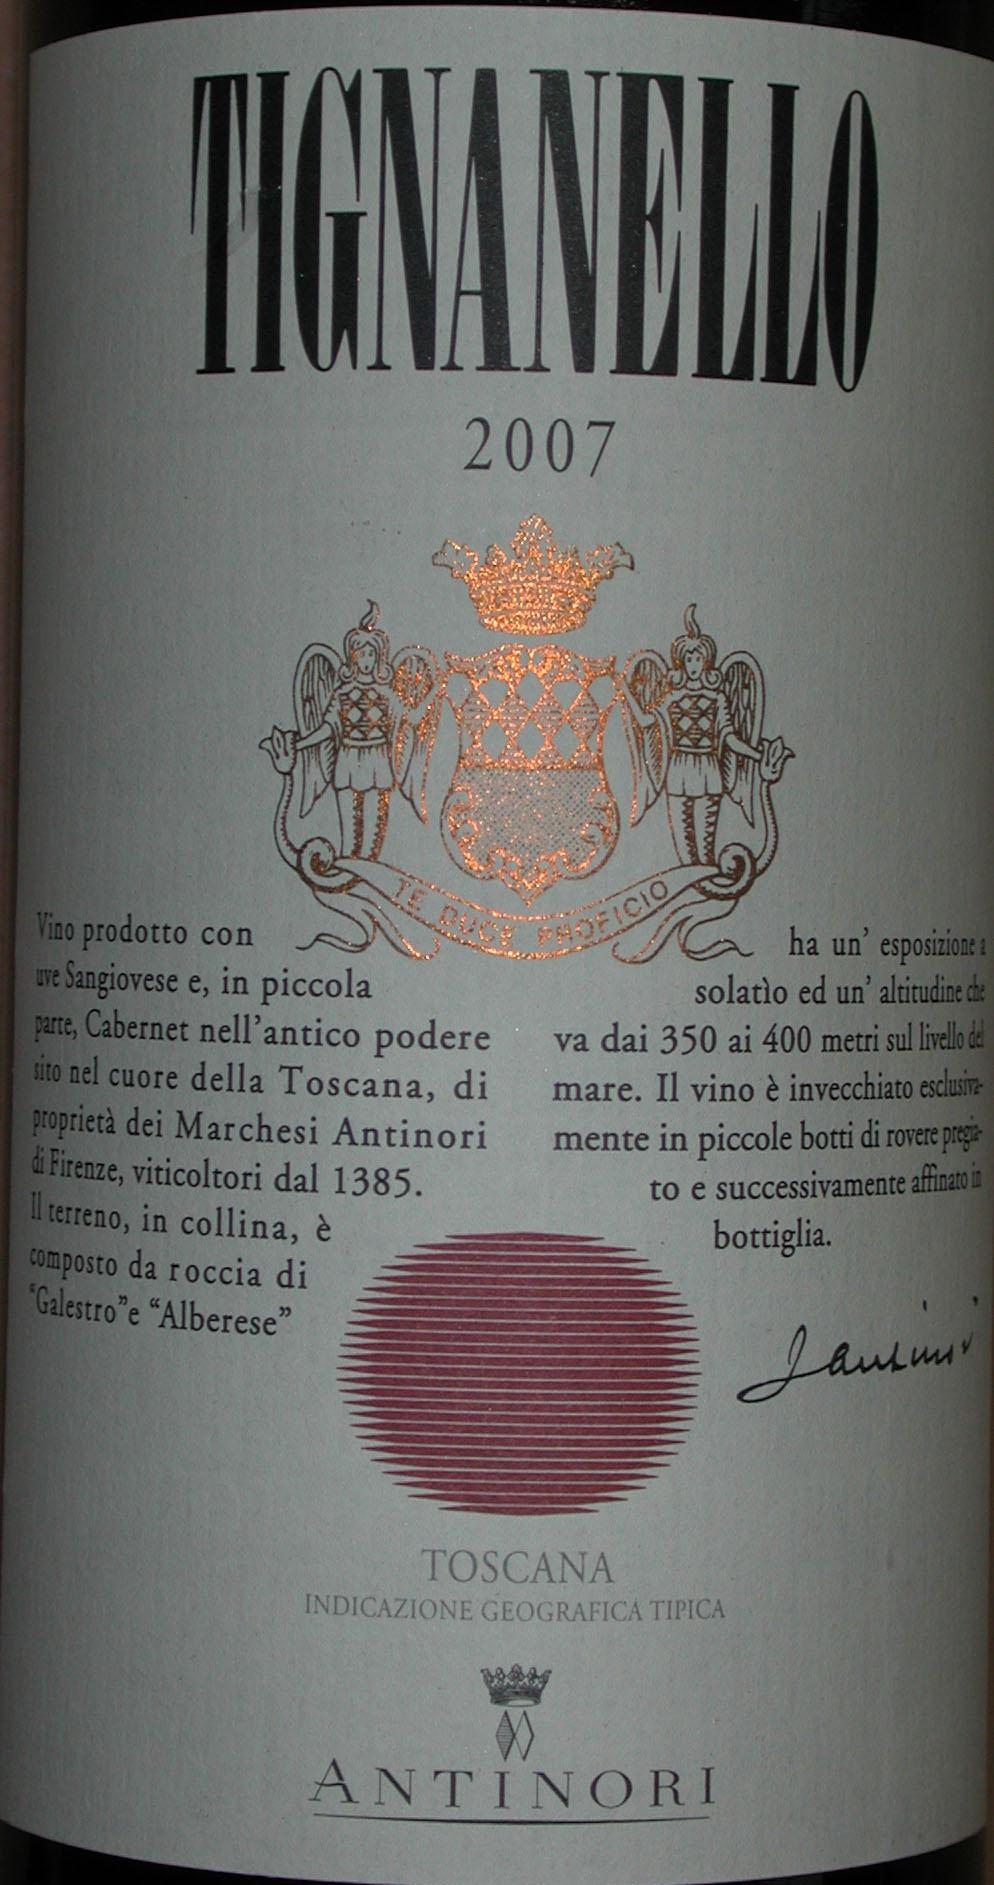 TIGNANELLO
2007
TE DUCE PROFICIO
Vino prodotto con
uve Sangiovese e, in piccola
parte, Cabernet nell'antico podere
sito nel cuore della Toscana, di
proprietà dei Marchesi Antinori
di Firenze, viticoltori dal 1385.
Il terreno, in collina, è
composto da roccia di
“Galestro”e “Alberese”
ha un' esposizione a
solatìo ed un' altitudine che
va dai 350 ai 400 metri sul livello del
mare. Il vino è invecchiato esclusiva-
mente in piccole botti di rovere pregia-
to e successivamente affinato in
bottiglia.
TOSCANA
INDICAZIONE GEOGRAFICA TIPICA
ANTINORI